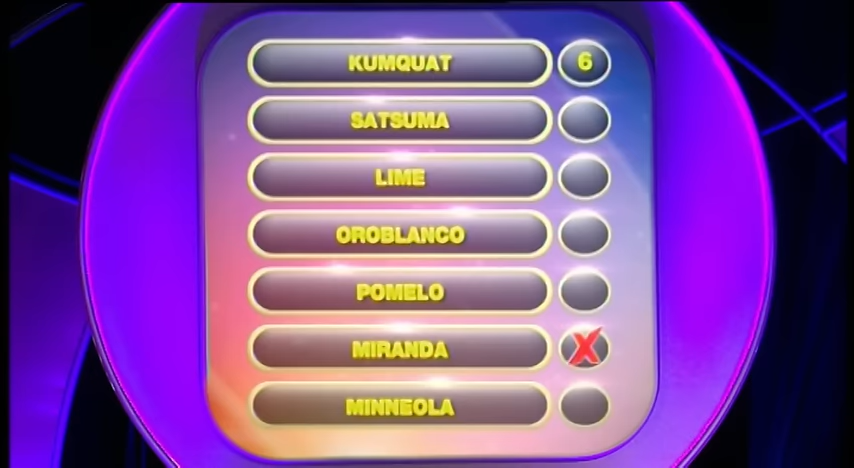 KUMQUAT 6
SATSUMA
LIME
OROBLANCO
POMELO
MIRANDA X
MINNEOLA